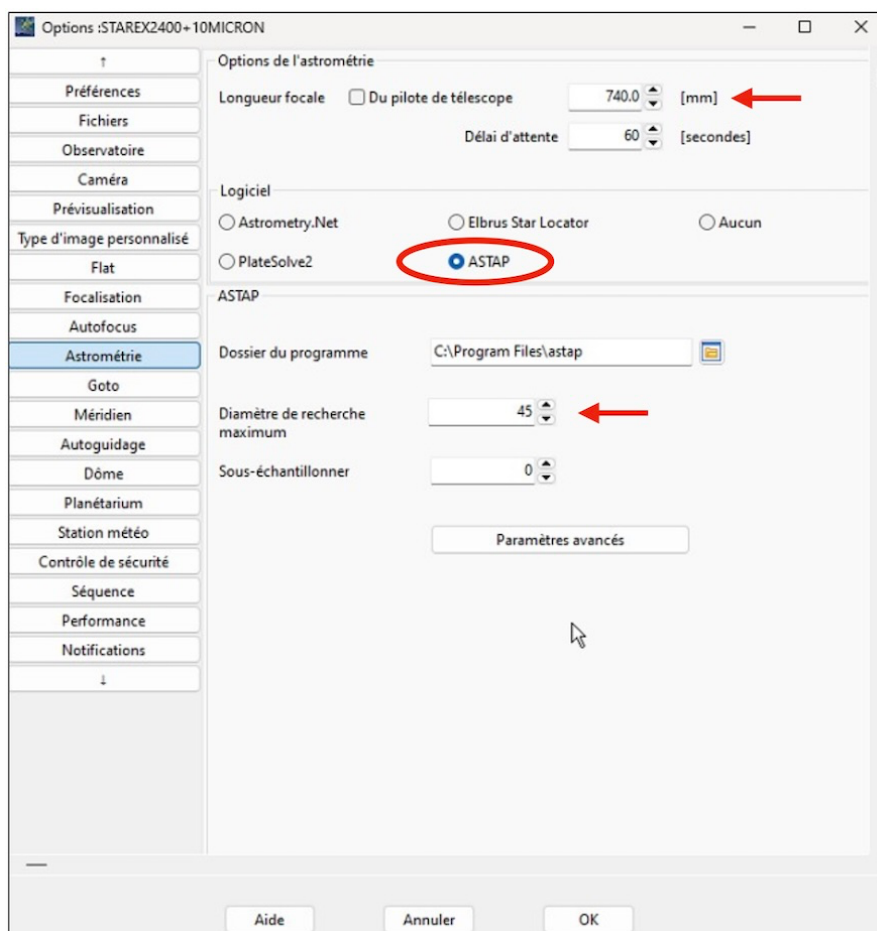 Options :STAREX2400+10MICRON
↑
Préférences
Fichiers
Observatoire
Caméra
Prévisualisation
Type d'image personnalisé
Flat
Focalisation
Autofocus
Astrométrie
Goto
Méridien
Autoguidage
Dôme
Planétarium
Station météo
Contrôle de sécurité
Séquence
Performance
Notifications
↓
Options de l'astrométrie
Longueur focale Du pilote de télescope 740.0 [mm]
Délai d'attente 60 [secondes]
Logiciel
Astrometry.Net Elbrus Star Locator Aucun
PlateSolve2 ASTAP
ASTAP
Dossier du programme C:\Program Files\astap
Diamètre de recherche 45
maximum
Sous-échantillonner 0
Paramètres avancés
Aide Annuler OK